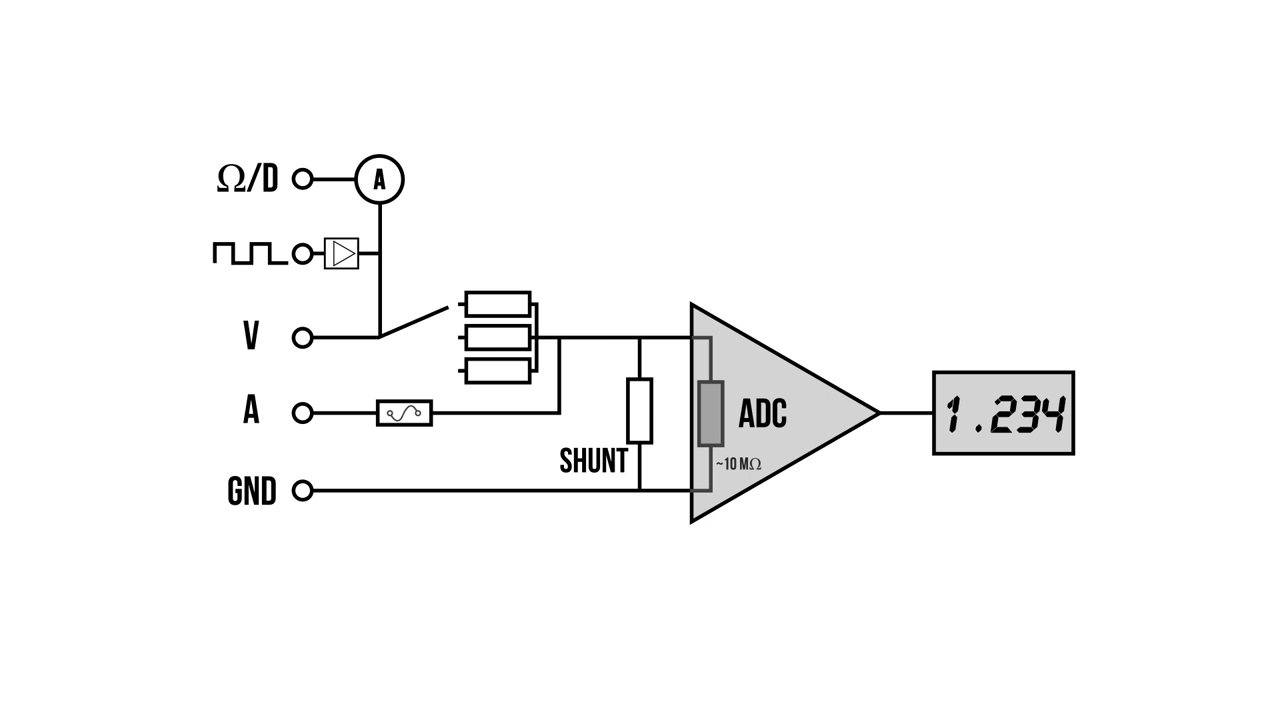 Ω/D
A
V
A
GND
SHUNT
ADC
~10 MΩ
1.234